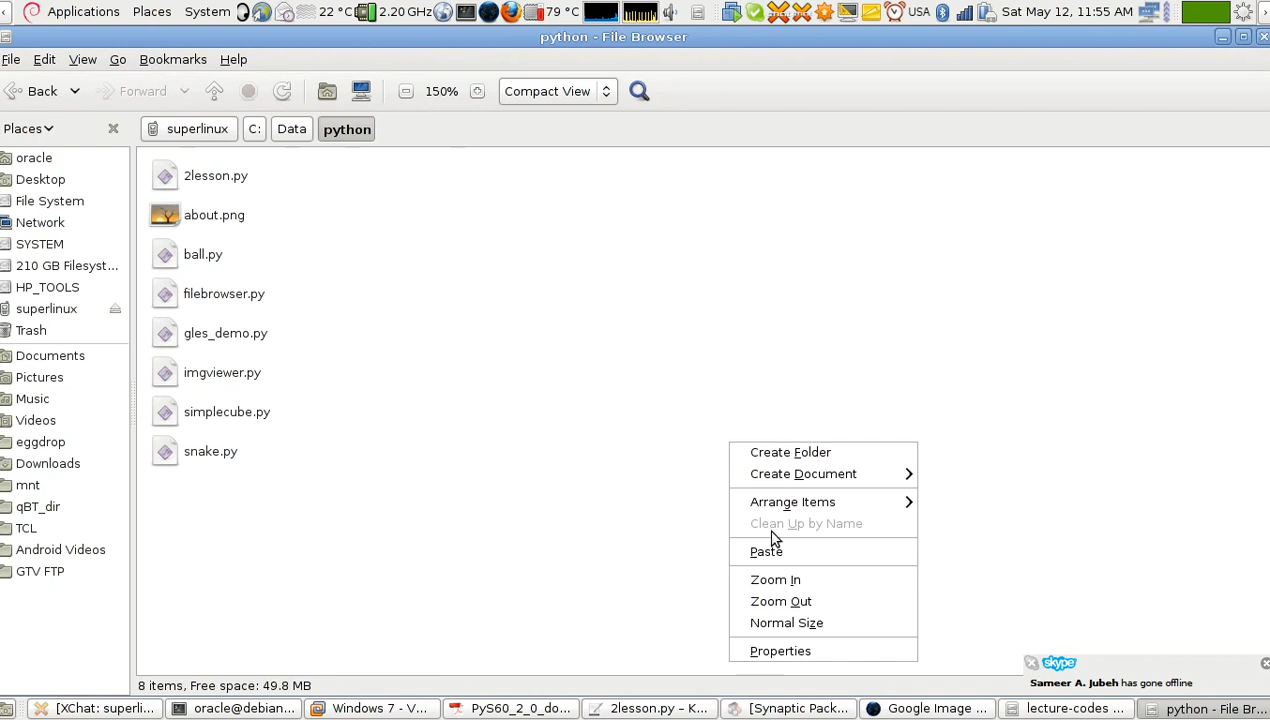 Applications Places System 22 °C 2.20 GHz 79 °C USA Sat May 12, 11:55 AM
python - File Browser
File Edit View Go Bookmarks Help
Back Forward 150% Compact View
Places superlinux C: Data python
oracle
Desktop
File System
Network
SYSTEM
210 GB Filesyst...
HP_TOOLS
superlinux
Trash
Documents
Pictures
Music
Videos
eggdrop
Downloads
mnt
qBT_dir
TCL
Android Videos
GTV FTP
2lesson.py
about.png
ball.py
filebrowser.py
gles_demo.py
imgviewer.py
simplecube.py
snake.py
Create Folder
Create Document
Arrange Items
Clean Up by Name
Paste
Zoom In
Zoom Out
Normal Size
Properties
skype
Sameer A. Jubeh has gone offline
8 items, Free space: 49.8 MB
[XChat: superli... oracle@debian... Windows 7 - V... PyS60_2_0_do... 2lesson.py – K... [Synaptic Pack... Google Image ... lecture-codes ... python - File Br...